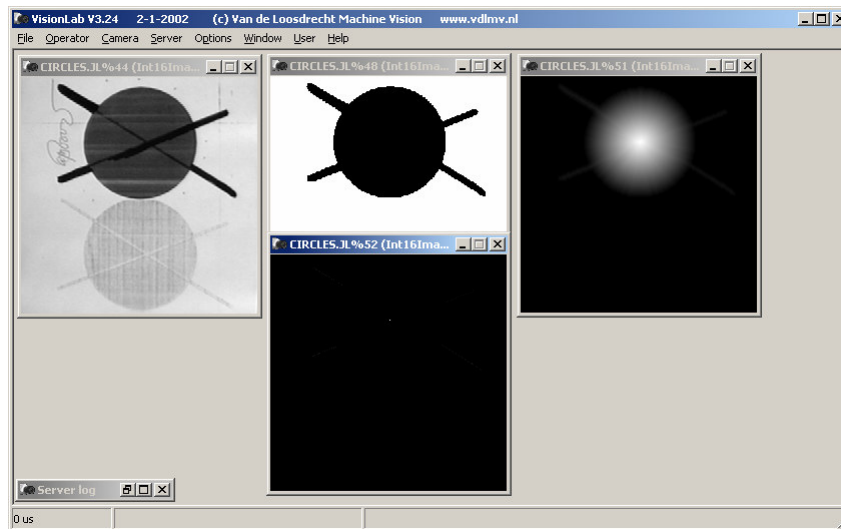 VisionLab V3.24 2-1-2002 (c) Van de Loosdrecht Machine Vision www.vdlmv.nl
File Operator Camera Server Options Window User Help
CIRCLES.JL%44 (Int16Ima...
CIRCLES.JL%48 (Int16Ima...
CIRCLES.JL%51 (Int16Ima...
CIRCLES.JL%52 (Int16Ima...
Server log
0 us